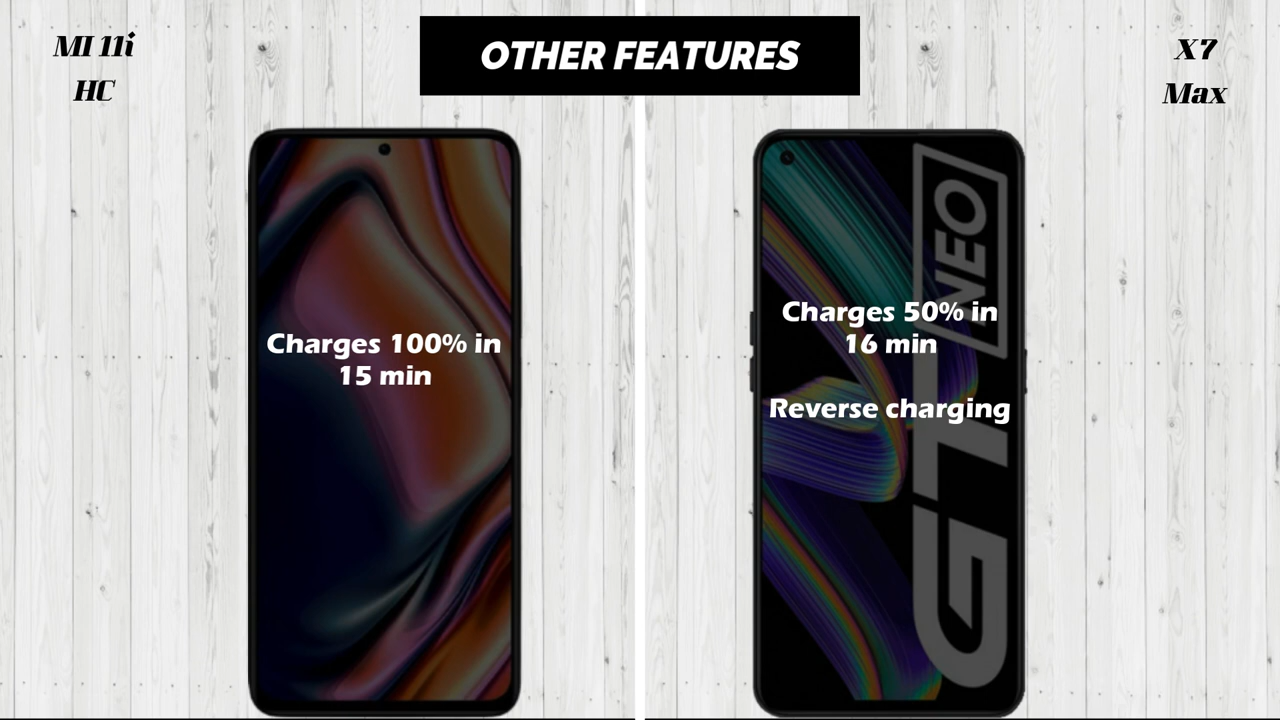 MI 11i
HC
OTHER FEATURES
X7
Max
Charges 100% in
15 min
Charges 50% in
16 min
Reverse charging
GT NEO